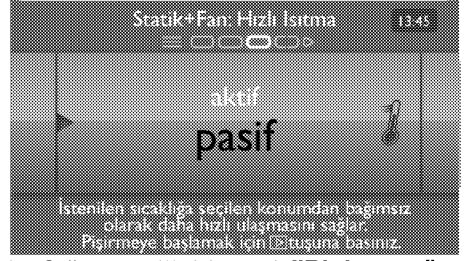 Statik+Fan: Hızlı Isıtma 13:45
aktif
pasif
İstenilen sıcaklığa seçilen konumdan bağımsız
olarak daha hızlı ulaşmasını sağlar.
Pişirmeye başlamak için tuşuna basınız.